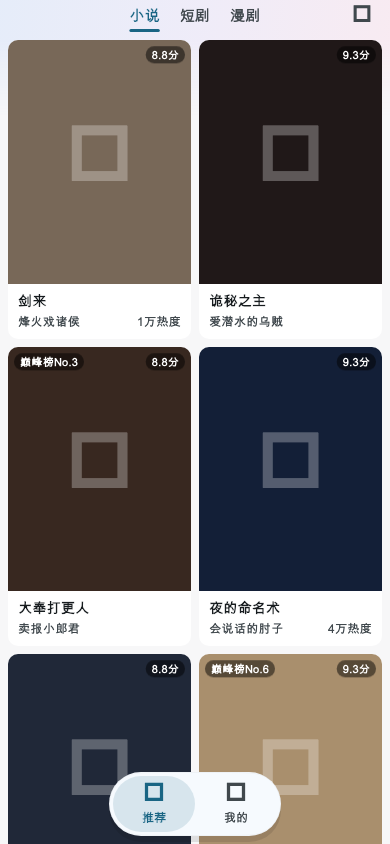 小说 短剧 漫剧
8.8分
9.3分
剑来
烽火戏诸侯 1万热度
诡秘之主
爱潜水的乌贼
巅峰榜No.3 8.8分
9.3分
大奉打更人
卖报小郎君
夜的命名术
会说话的肘子 4万热度
8.8分
巅峰榜No.6 9.3分
推荐 我的